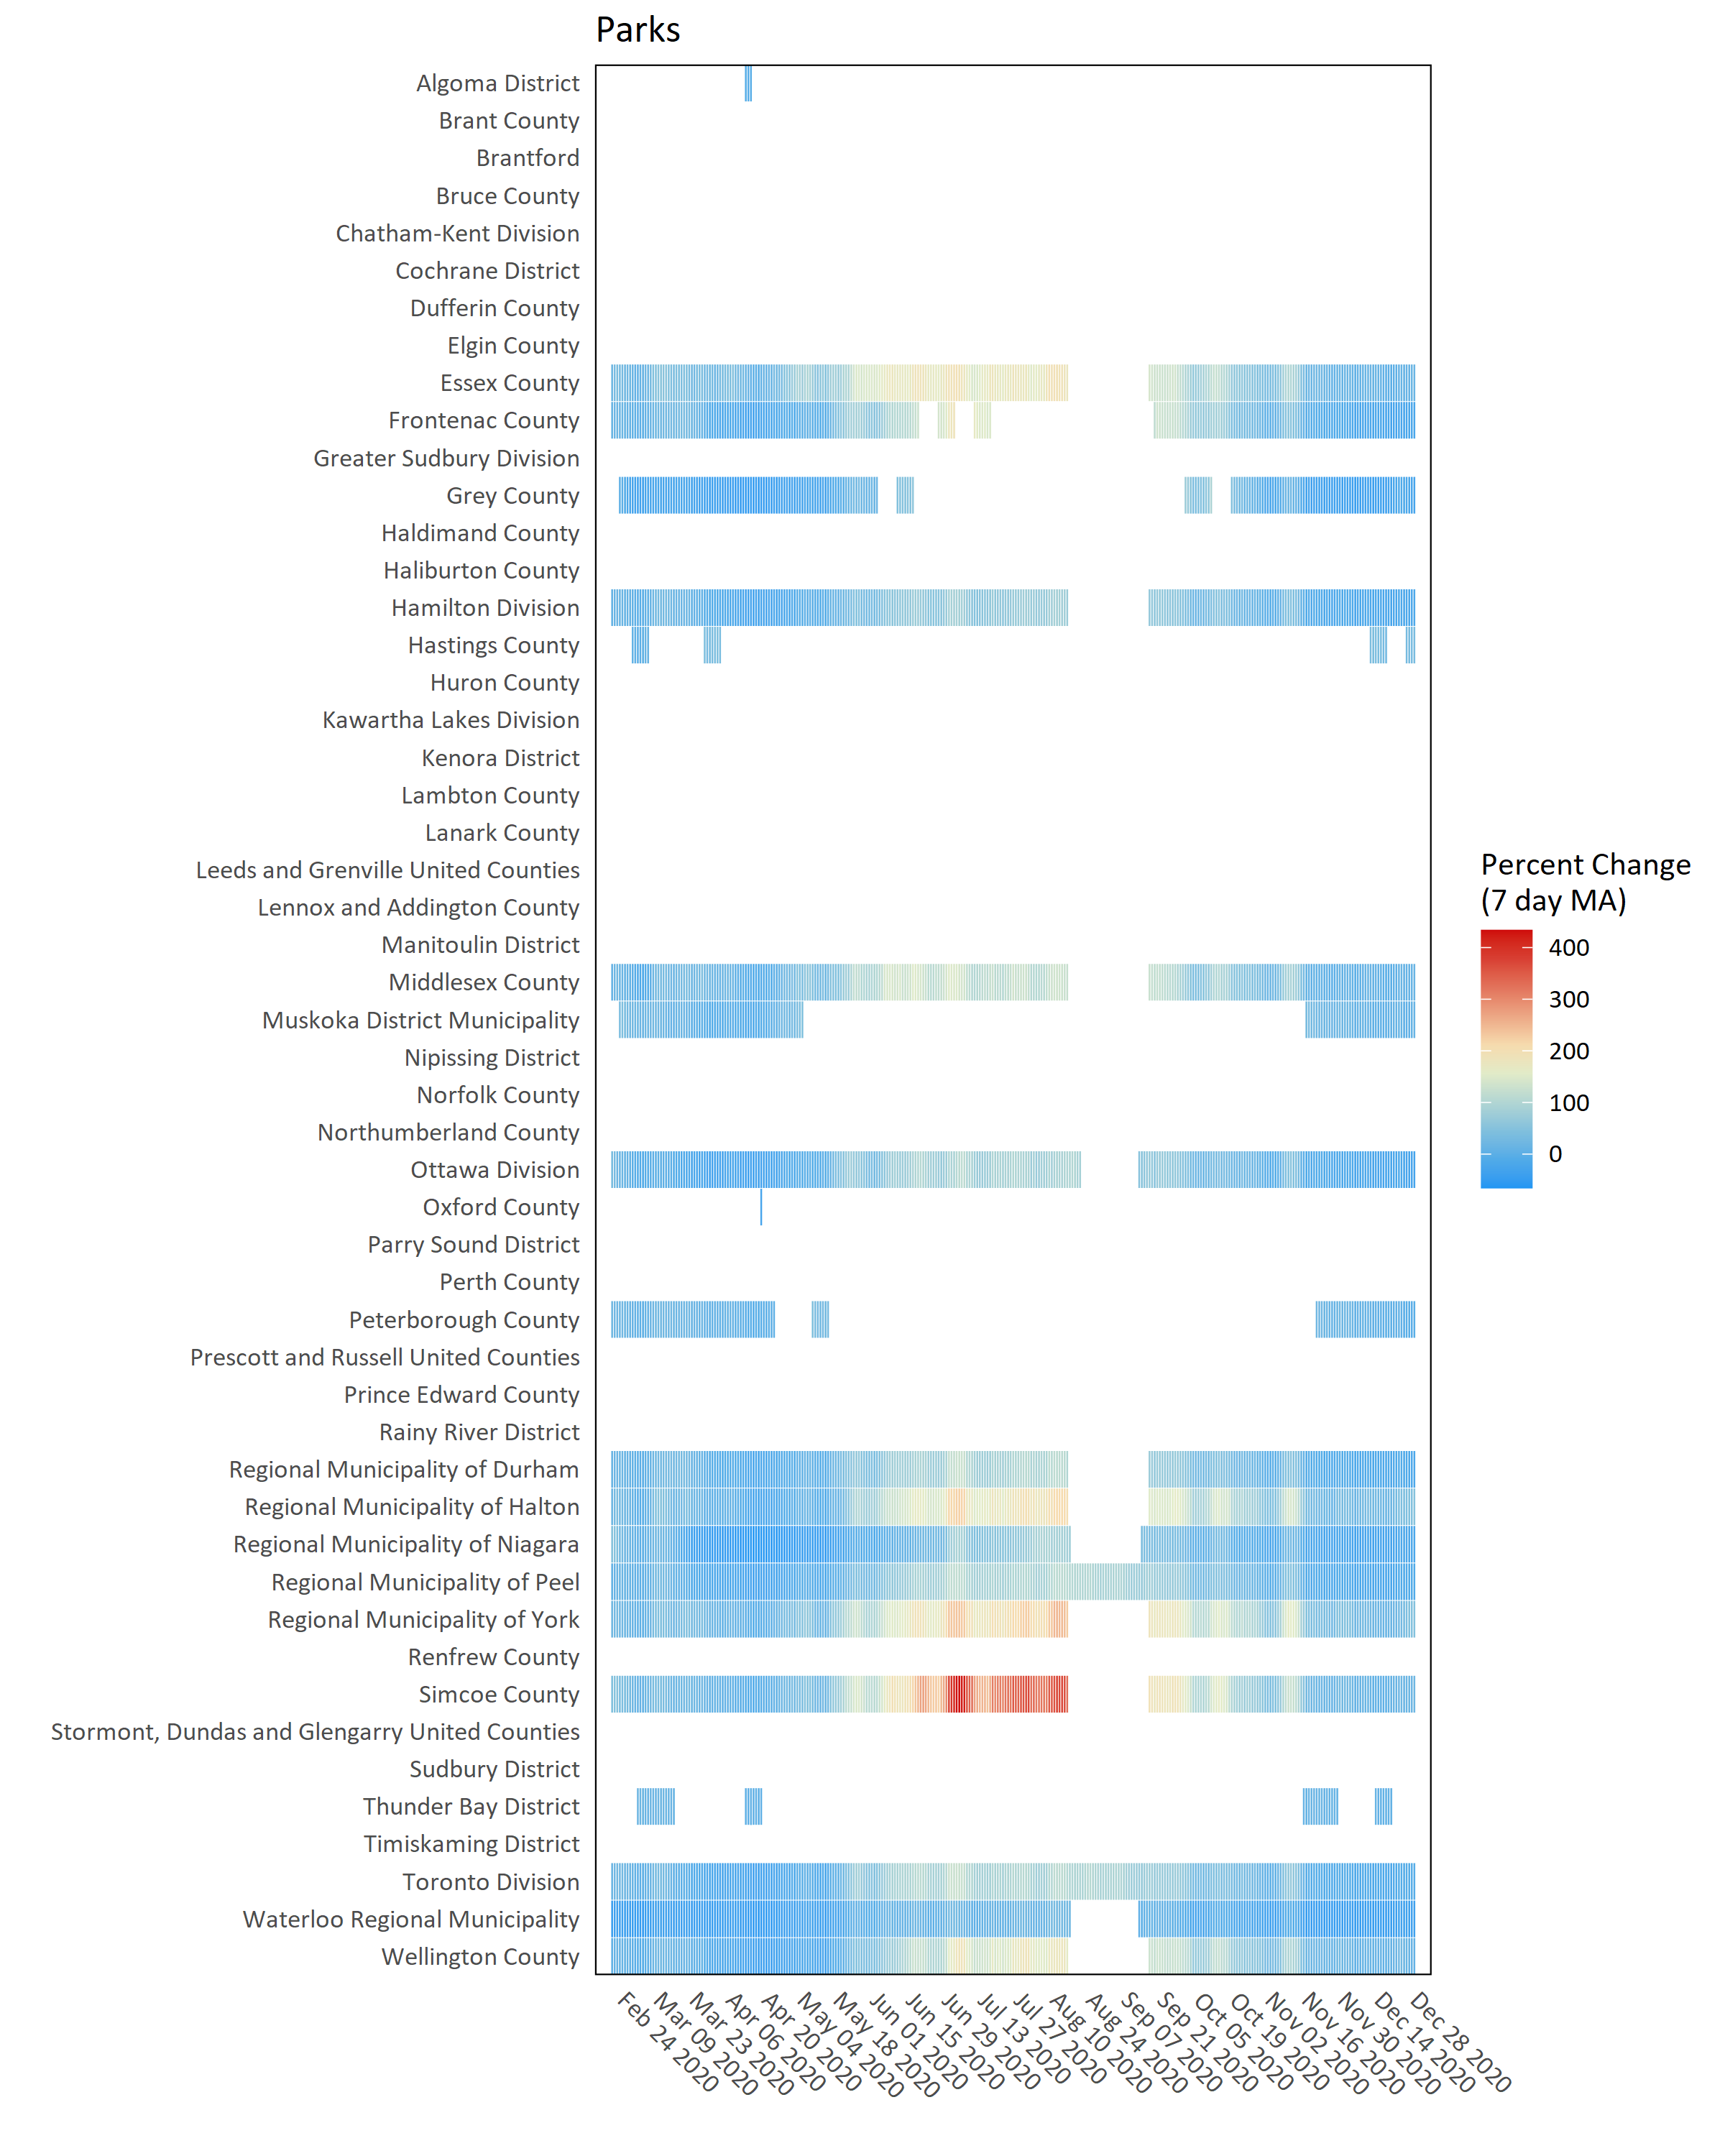 Parks
Algoma District
Brant County
Brantford
Bruce County
Chatham-Kent Division
Cochrane District
Dufferin County
Elgin County
Essex County
Frontenac County
Greater Sudbury Division
Grey County
Haldimand County
Haliburton County
Hamilton Division
Hastings County
Huron County
Kawartha Lakes Division
Kenora District
Lambton County
Lanark County
Leeds and Grenville United Counties
Lennox and Addington County
Manitoulin District
Middlesex County
Muskoka District Municipality
Nipissing District
Norfolk County
Northumberland County
Ottawa Division
Oxford County
Parry Sound District
Perth County
Peterborough County
Prescott and Russell United Counties
Prince Edward County
Rainy River District
Regional Municipality of Durham
Regional Municipality of Halton
Regional Municipality of Niagara
Regional Municipality of Peel
Regional Municipality of York
Renfrew County
Simcoe County
Stormont, Dundas and Glengarry United Counties
Sudbury District
Thunder Bay District
Timiskaming District
Toronto Division
Waterloo Regional Municipality
Wellington County
Feb 24 2020
Mar 09 2020
Mar 23 2020
Apr 06 2020
Apr 20 2020
May 04 2020
May 18 2020
Jun 01 2020
Jun 15 2020
Jun 29 2020
Jul 13 2020
Jul 27 2020
Aug 10 2020
Aug 24 2020
Sep 07 2020
Sep 21 2020
Oct 05 2020
Oct 19 2020
Nov 02 2020
Nov 16 2020
Nov 30 2020
Dec 14 2020
Dec 28 2020
Percent Change
(7 day MA)
400
300
200
100
0